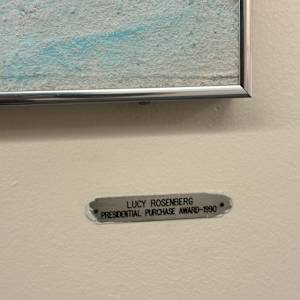 LUCY ROSENBERG
PRESIDENTIAL PURCHASE AWARD-1990